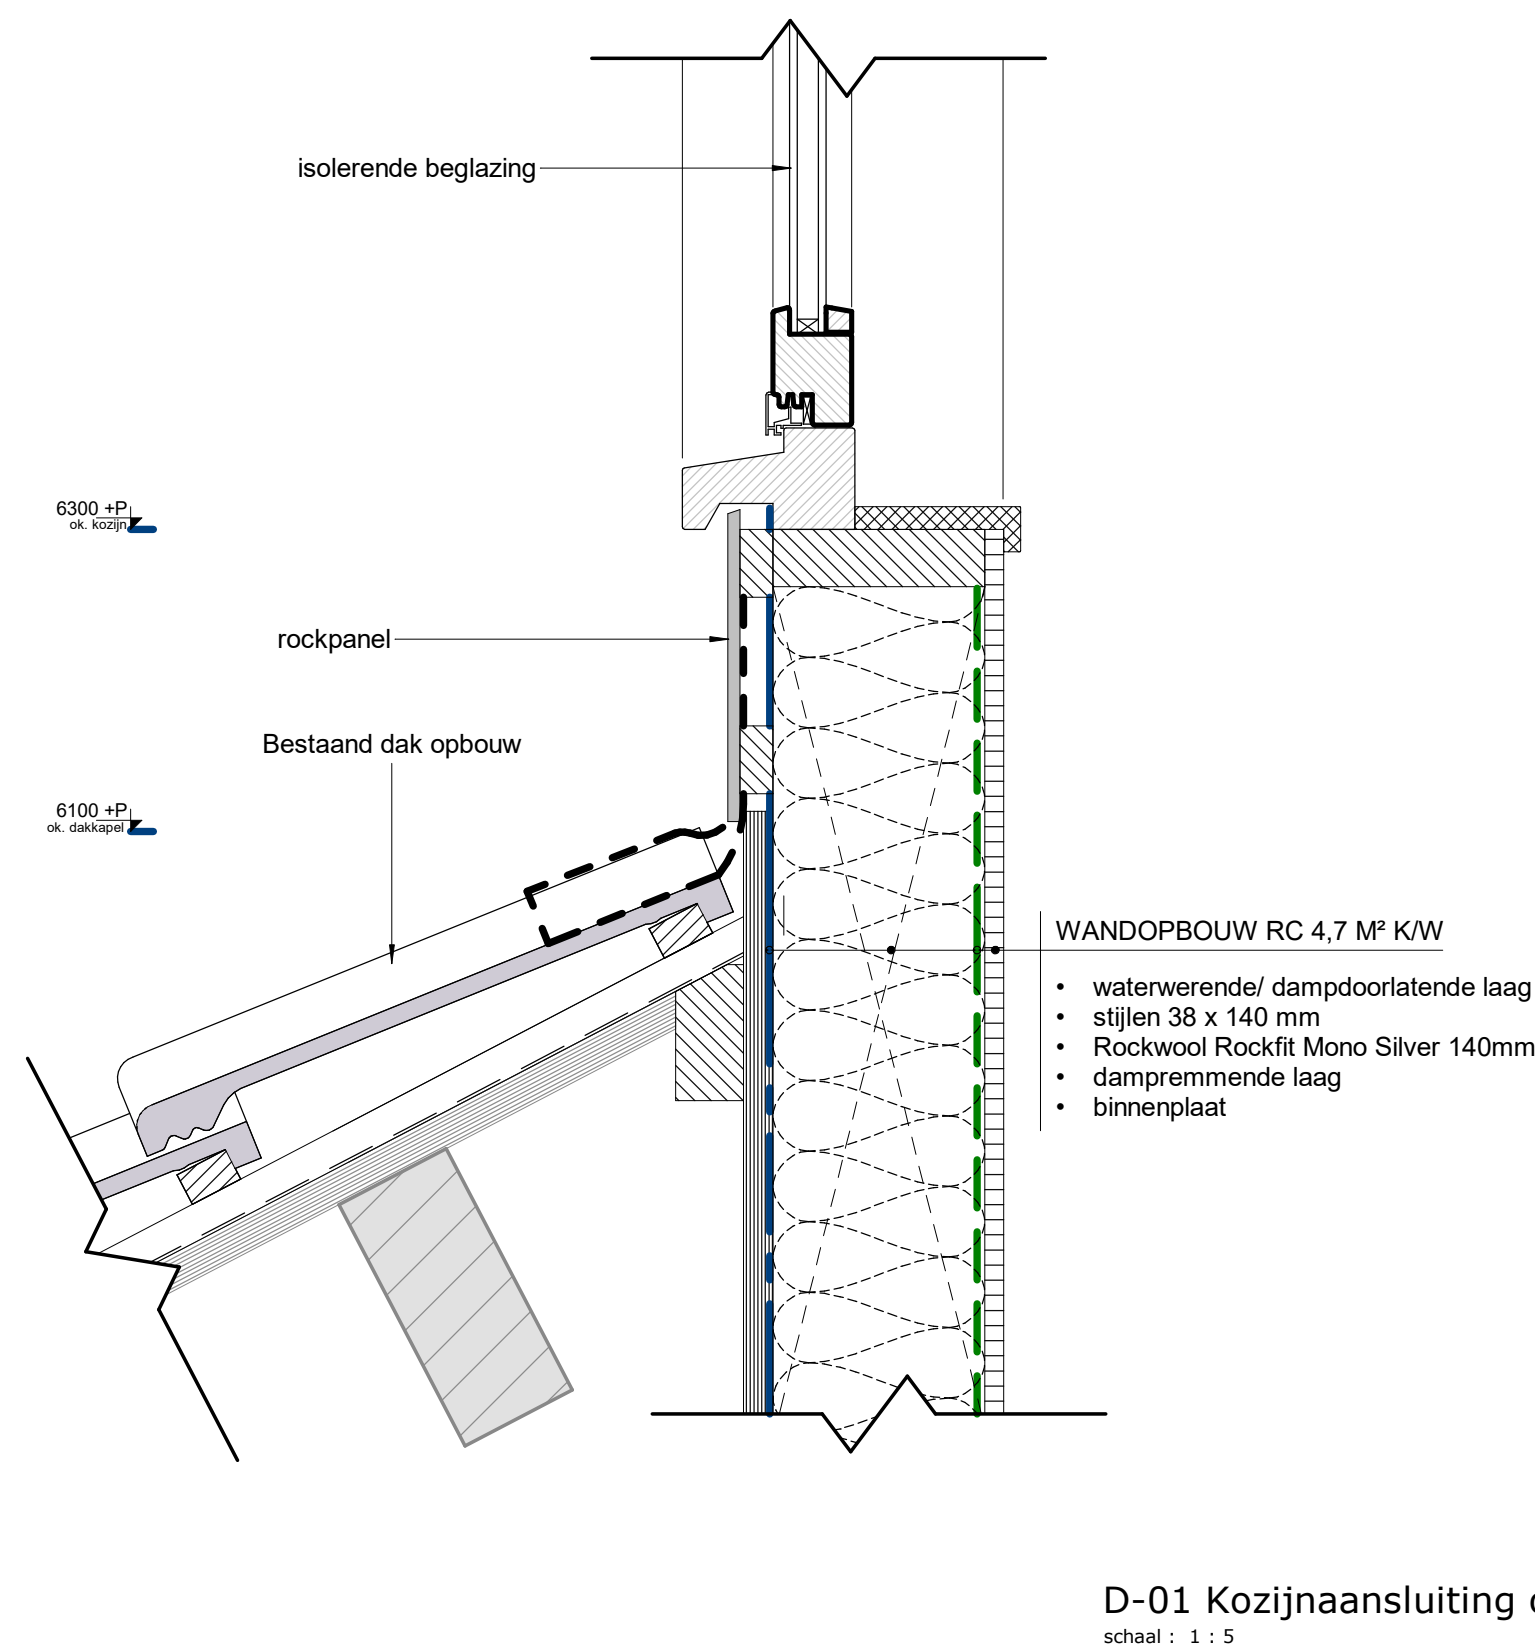 isolerende beglazing
6300 +P
ok. kozijn
rockpanel
Bestaand dak opbouw
6100 +P
ok. dakkapel
WANDOPBOUW RC 4,7 M² K/W
• waterwerende/ dampdoorlatende laag
• stijlen 38 x 140 mm
• Rockwool Rockfit Mono Silver 140mm
• dampremmende laag
• binnenplaat
D-01 Kozijnaansluiting
schaal : 1 : 5